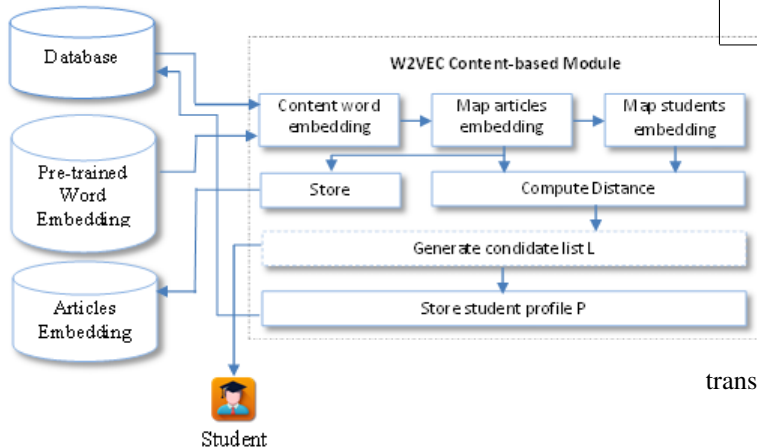 Database
W2VEC Content-based Module
Content word
embedding
Map articles
embedding
Map students
embedding
Pre-trained
Word
Embedding
Store
Compute Distance
Generate candidate list L
Articles
Embedding
Store student profile P
trans
Student